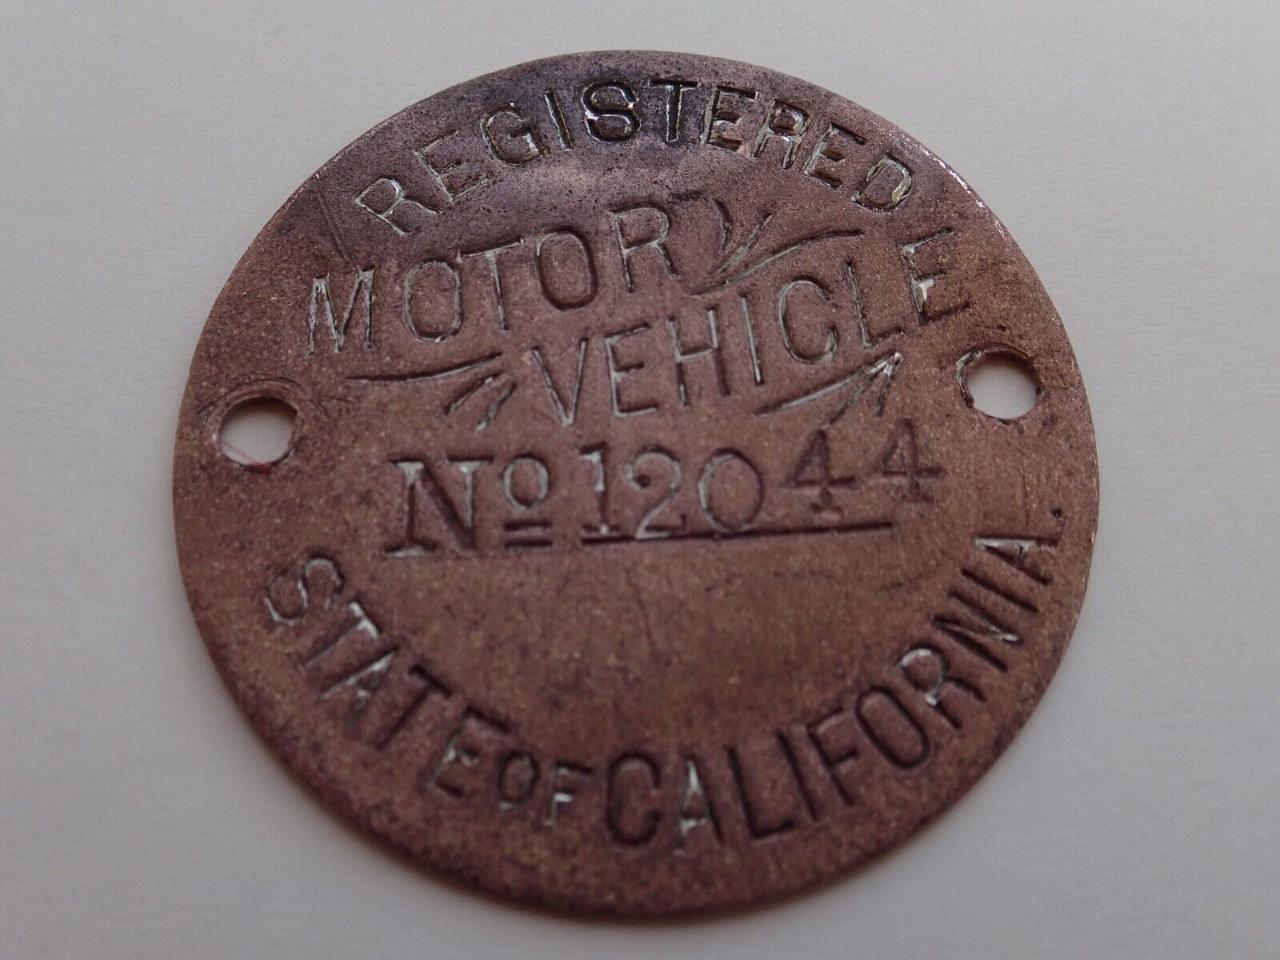 REGISTERED
MOTOR
VEHICLE
No 12044
STATE OF CALIFORNIA.